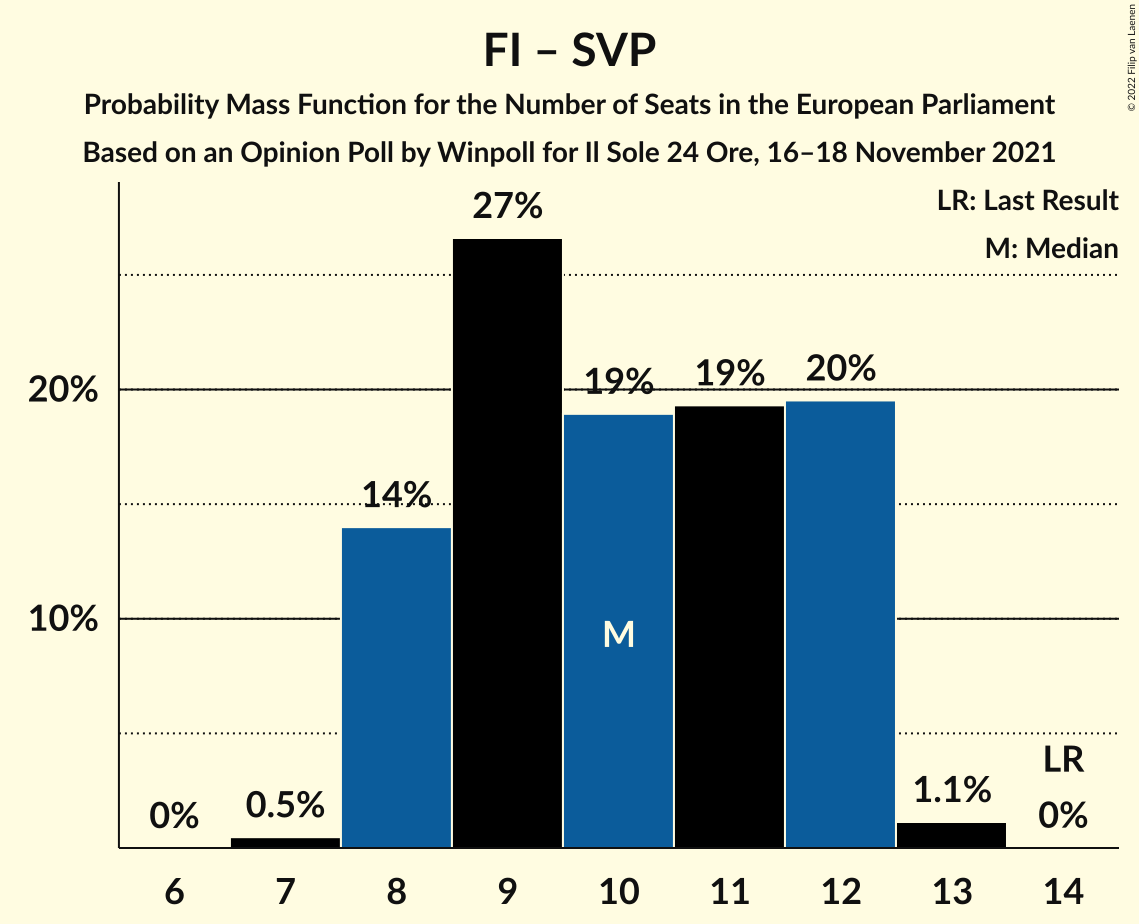 FI – SVP
Probability Mass Function for the Number of Seats in the European Parliament
Based on an Opinion Poll by Winpoll for Il Sole 24 Ore, 16–18 November 2021
© 2022 Filip van Laenen
LR: Last Result
M: Median
20%
10%
0%
0.5%
14%
27%
19%
M
19%
20%
1.1%
LR
0%
6 7 8 9 10 11 12 13 14